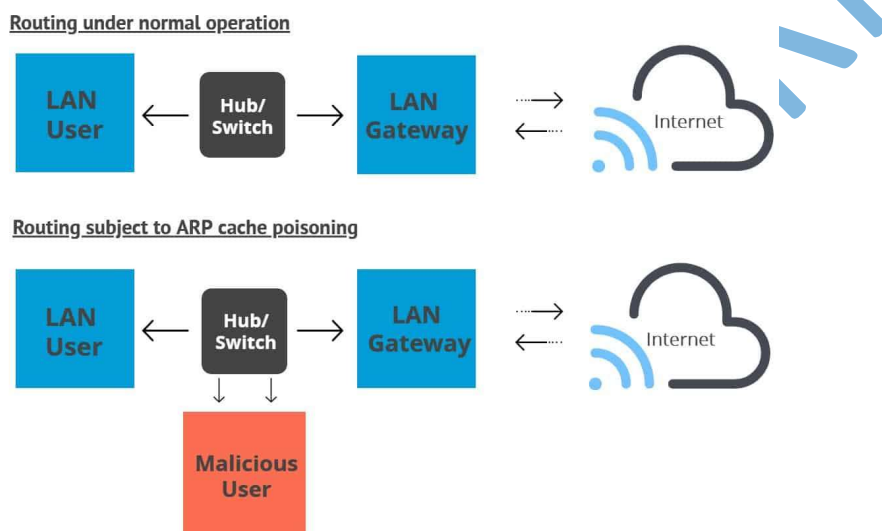 Routing under normal operation
LAN
User
Hub/
Switch
LAN
Gateway
Internet
Routing subject to ARP cache poisoning
LAN
User
Hub/
Switch
LAN
Gateway
Internet
Malicious
User